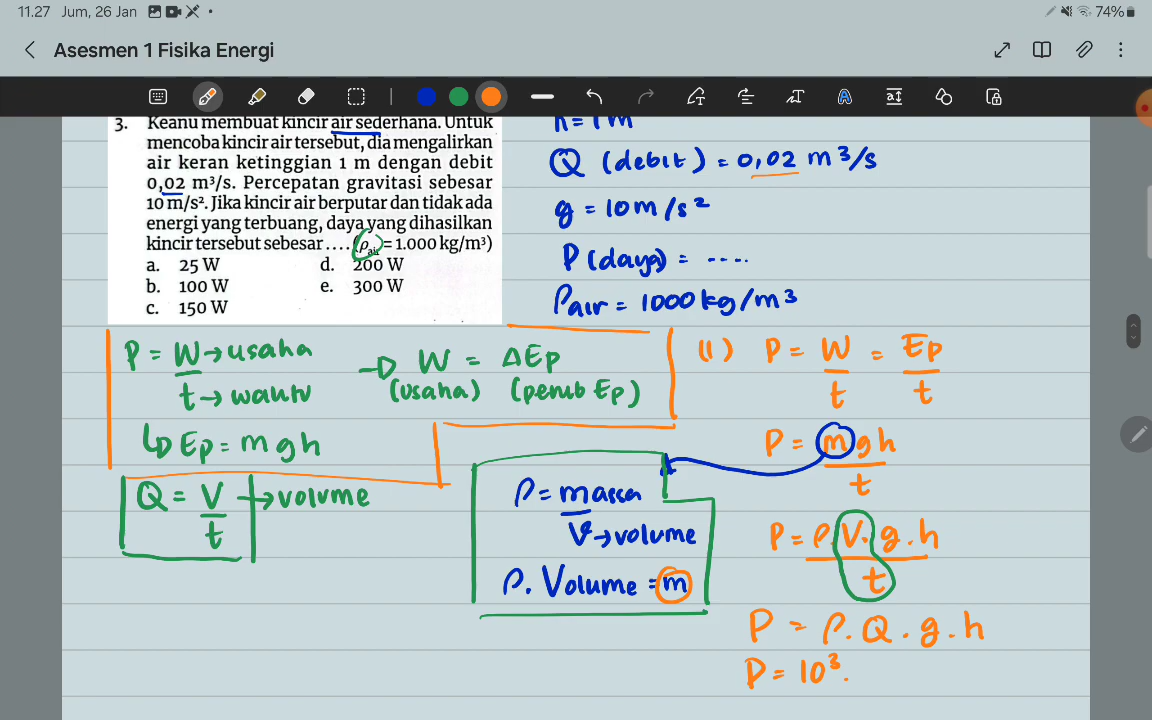 11.27 Jum, 26 Jan
74%
Asesmen 1 Fisika Energi
3. Keanu membuat kincir air sederhana. Untuk
mencoba kincir air tersebut, dia mengalirkan
air keran ketinggian 1 m dengan debit
0,02 m³/s. Percepatan gravitasi sebesar
10 m/s². Jika kincir air berputar dan tidak ada
energi yang terbuang, daya yang dihasilkan
kincir tersebut sebesar .... (ρair = 1.000 kg/m³)
a. 25 W
b. 100 W
c. 150 W
d. 200 W
e. 300 W
h = 1 m
Q (debit) = 0,02 m³/s
g = 10 m/s²
P (daya) = ....
ρair = 1000 kg/m³
P = W → usaha
t → waktu
↳ Ep = m g h
→ W = ΔEp
(usaha) (perub Ep)
Q = V → volume
t
ρ = massa
V → volume
ρ. Volume = m
(1) P = W = Ep
t t
P = m g h
t
P = ρ. V. g . h
t
P = ρ. Q . g . h
P = 10³.